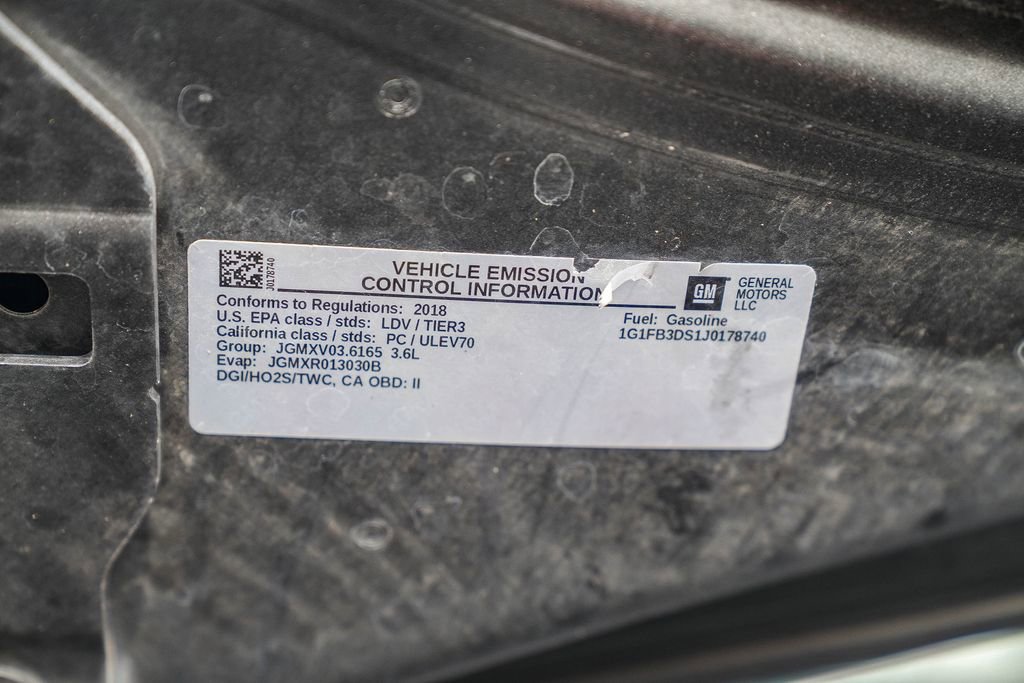 J0178740
VEHICLE EMISSION
CONTROL INFORMATION
GM
GENERAL
MOTORS
LLC
Conforms to Regulations: 2018
U.S. EPA class / stds: LDV / TIER3
California class / stds: PC / ULEV70
Group: JGMXV03.6165 3.6L
Evap: JGMXR013030B
DGI/HO2S/TWC, CA OBD: II
Fuel: Gasoline
1G1FB3DS1J0178740